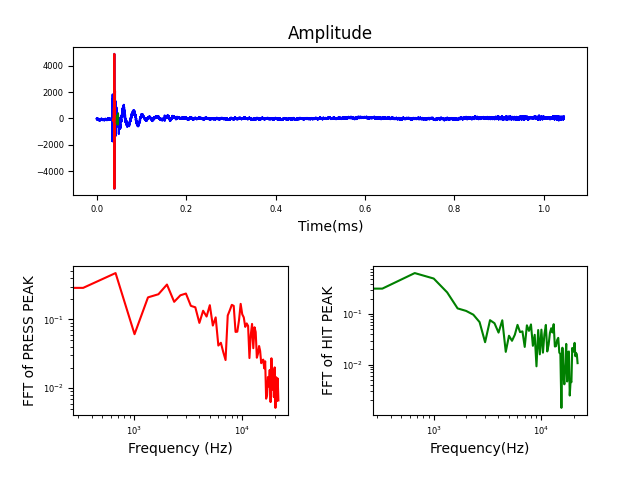 Amplitude
4000
2000
0
−2000
−4000
0.0 0.2 0.4 0.6 0.8 1.0
Time(ms)
FFT of PRESS PEAK
10⁻¹
10⁻²
10³ 10⁴
Frequency (Hz)
FFT of HIT PEAK
10⁻¹
10⁻²
10³ 10⁴
Frequency(Hz)